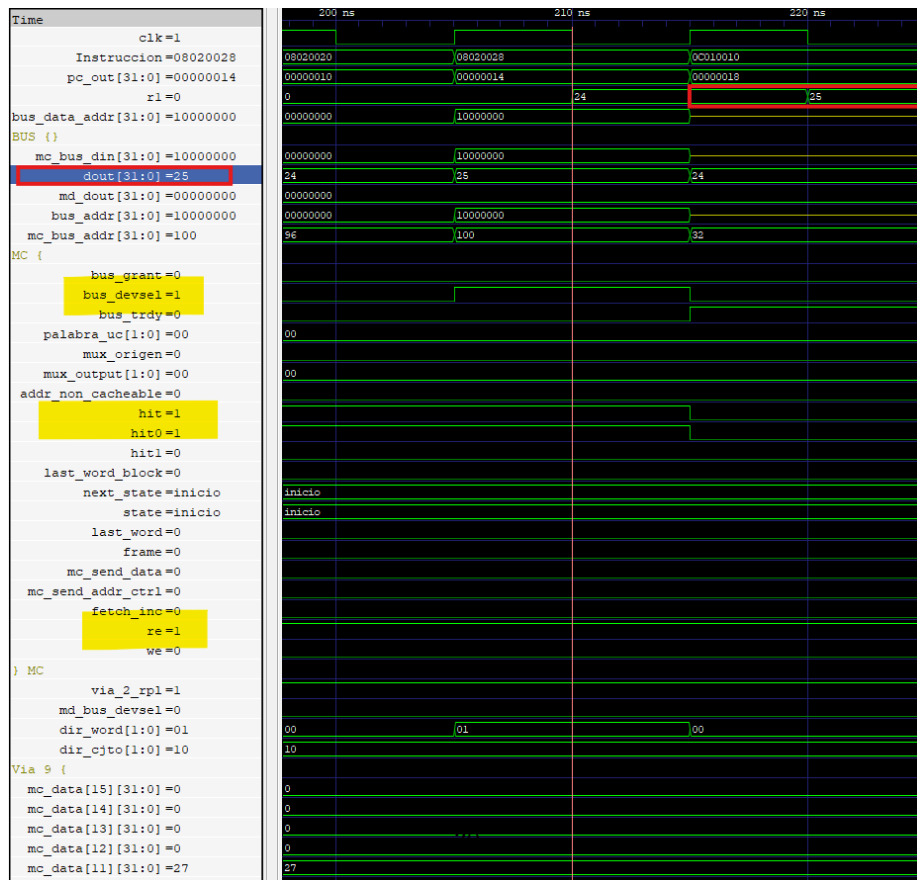 Time 200 ns 210 ns 220 ns
clk=1
Instruccion=08020028 08020020 08020028 0C010010
pc_out[31:0]=00000014 00000010 00000014 00000018
r1=0 0 24 25
bus_data_addr[31:0]=10000000 00000000 10000000
BUS {}
mc_bus_din[31:0]=10000000 00000000 10000000
dout[31:0]=25 24 25 24
md_dout[31:0]=00000000 00000000
bus_addr[31:0]=10000000 00000000 10000000
mc_bus_addr[31:0]=100 96 100 32
MC {
bus_grant=0
bus_devsel=1
bus_trdy=0
palabra_uc[1:0]=00 00
mux_origen=0
mux_output[1:0]=00 00
addr_non_cacheable=0
hit=1
hit0=1
hit1=0
last_word_block=0
next_state=inicio inicio
state=inicio inicio
last_word=0
frame=0
mc_send_data=0
mc_send_addr_ctrl=0
fetch_inc=0
re=1
we=0
} MC
via_2_rpl=1
md_bus_devsel=0
dir_word[1:0]=01 00 01 00
dir_cjto[1:0]=10 10
Via 9 {
mc_data[15][31:0]=0 0
mc_data[14][31:0]=0 0
mc_data[13][31:0]=0 0
mc_data[12][31:0]=0 0
mc_data[11][31:0]=27 27